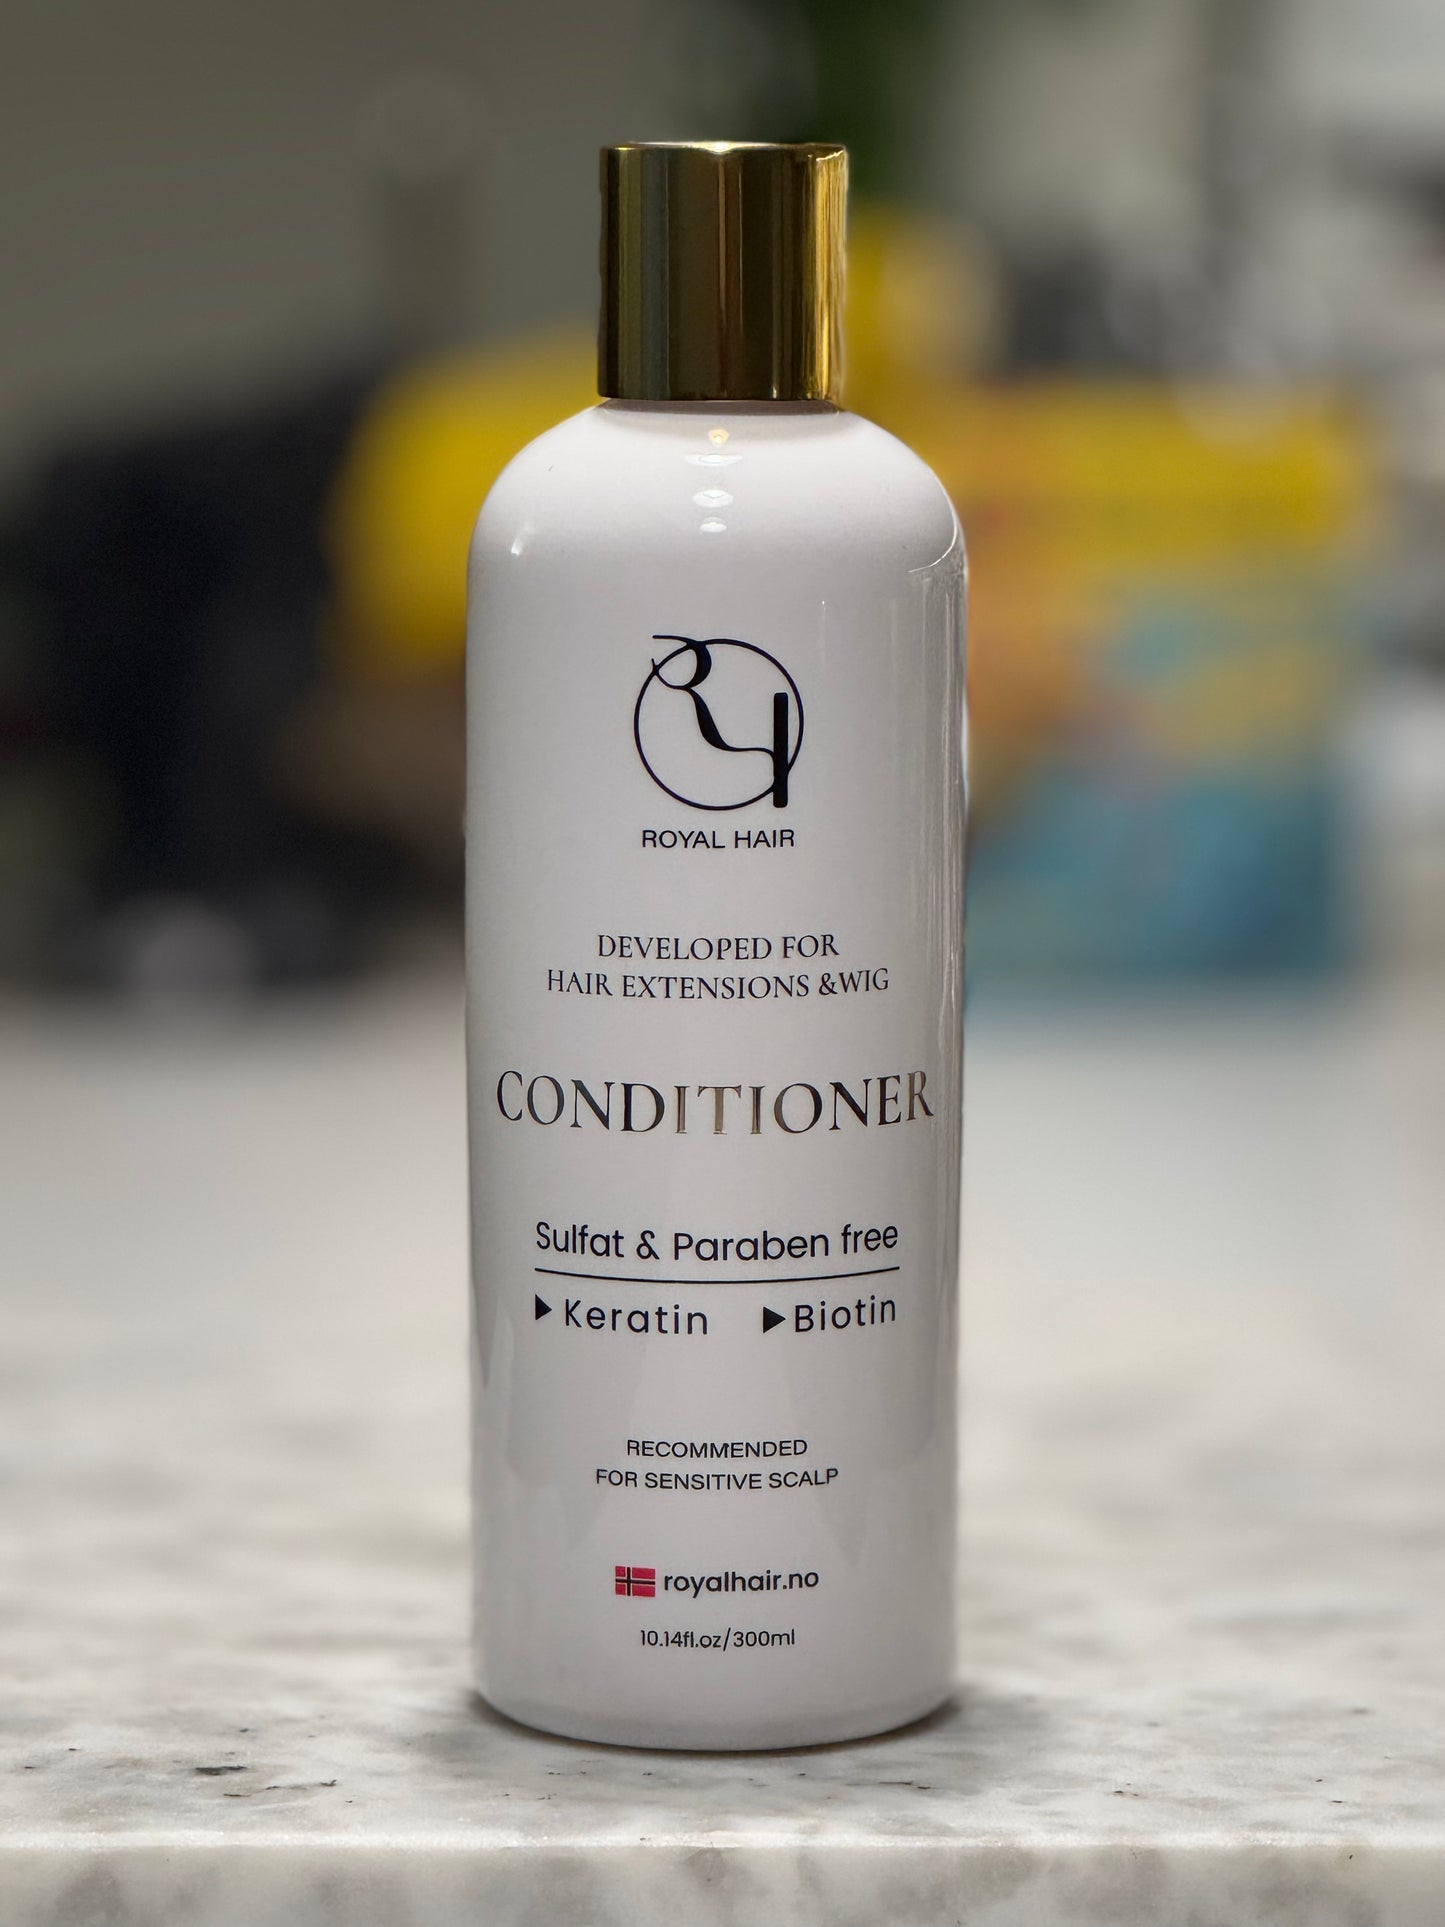 ROYAL HAIR
DEVELOPED FOR
HAIR EXTENSIONS &WIG
CONDITIONER
Sulfat & Paraben free
Keratin Biotin
RECOMMENDED
FOR SENSITIVE SCALP
royalhair.no
10.14fl.oz/300ml